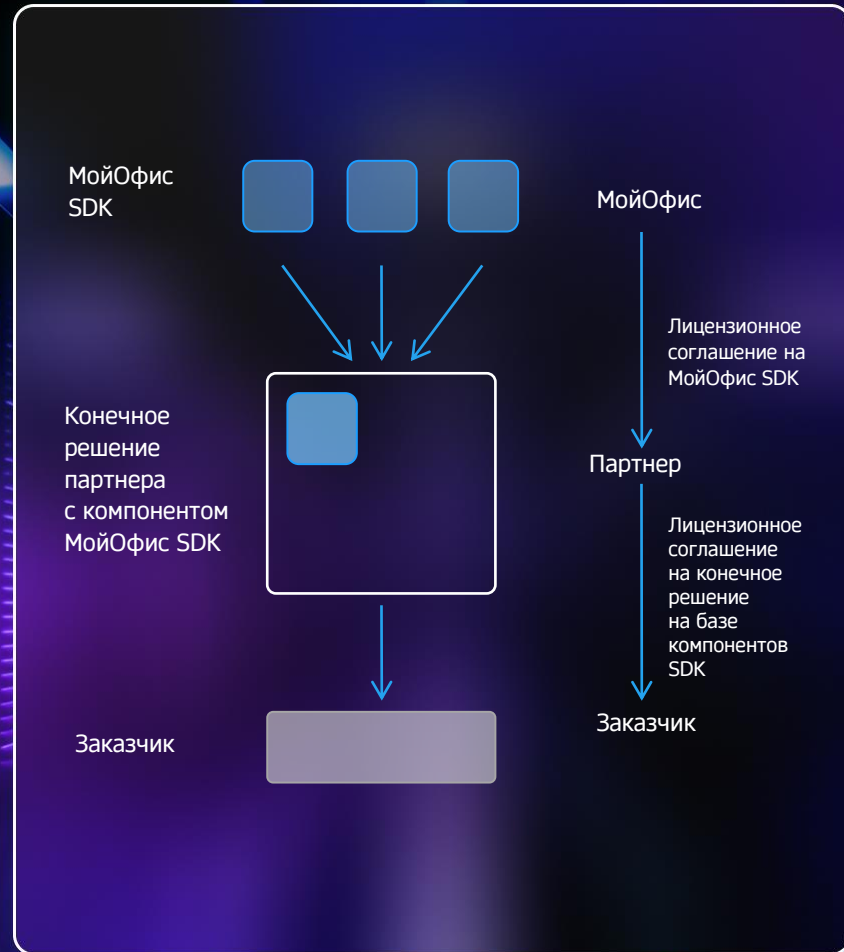 МойОфис
SDK
Конечное
решение
партнера
с компонентом
МойОфис SDK
Заказчик
МойОфис
Лицензионное
соглашение на
МойОфис SDK
Партнер
Лицензионное
соглашение
на конечное
решение
на базе
компонентов
SDK
Заказчик